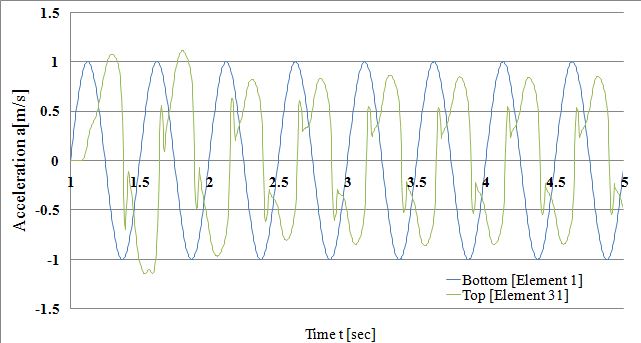 1.5
1
0.5
0
-0.5
-1
-1.5
Acceleration a[m/s]
1 1.5 2 2.5 3 3.5 4 4.5 5
Bottom [Element 1]
Top [Element 31]
Time t [sec]